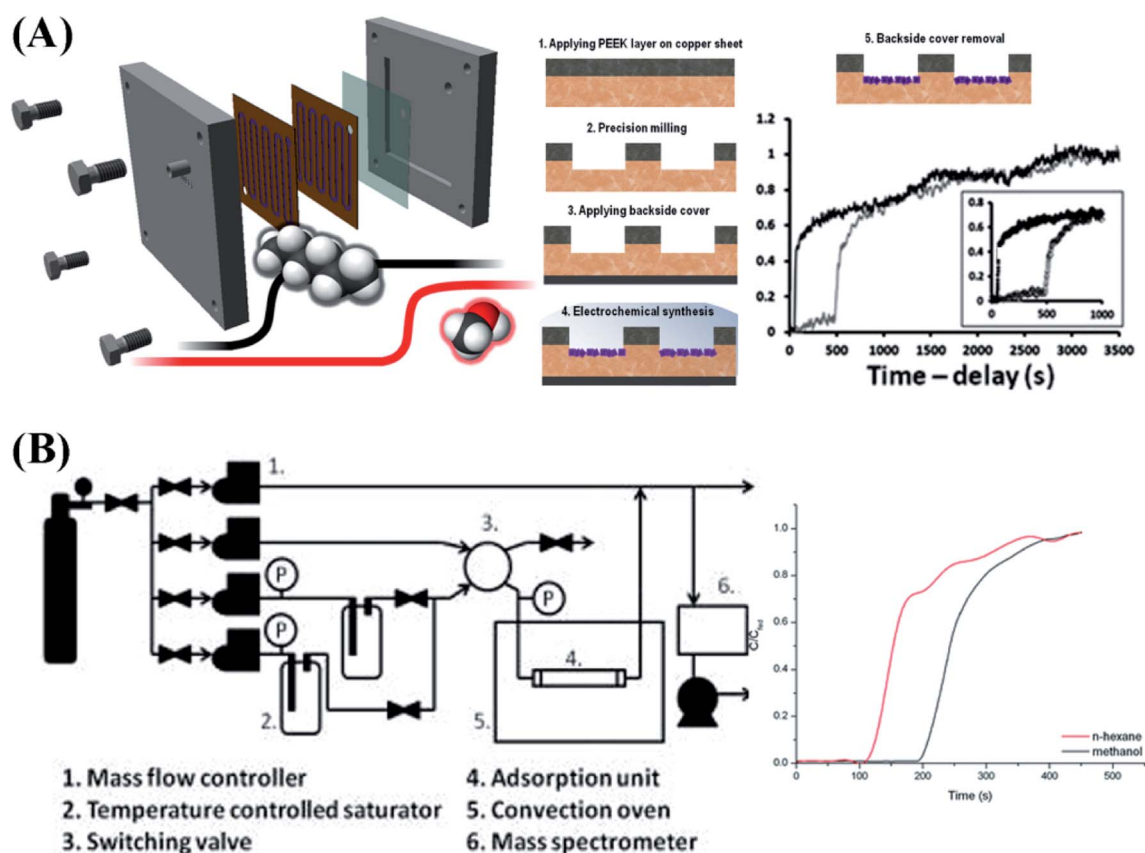 (A)
1. Applying PEEK layer on copper sheet
2. Precision milling
3. Applying backside cover
4. Electrochemical synthesis
5. Backside cover removal
1.2
1
0.8
0.6
0.4
0.2
0
0 500 1000 1500 2000 2500 3000 3500
Time – delay (s)
0.8
0.6
0.4
0.2
0
0 500 1000
(B)
1.
P
P
2.
3.
P
4.
5.
6.
1. Mass flow controller
2. Temperature controlled saturator
3. Switching valve
4. Adsorption unit
5. Convection oven
6. Mass spectrometer
1.0
0.8
0.6
0.4
0.2
0.0
0 100 200 300 400 500
Time (s)
n-hexane
methanol